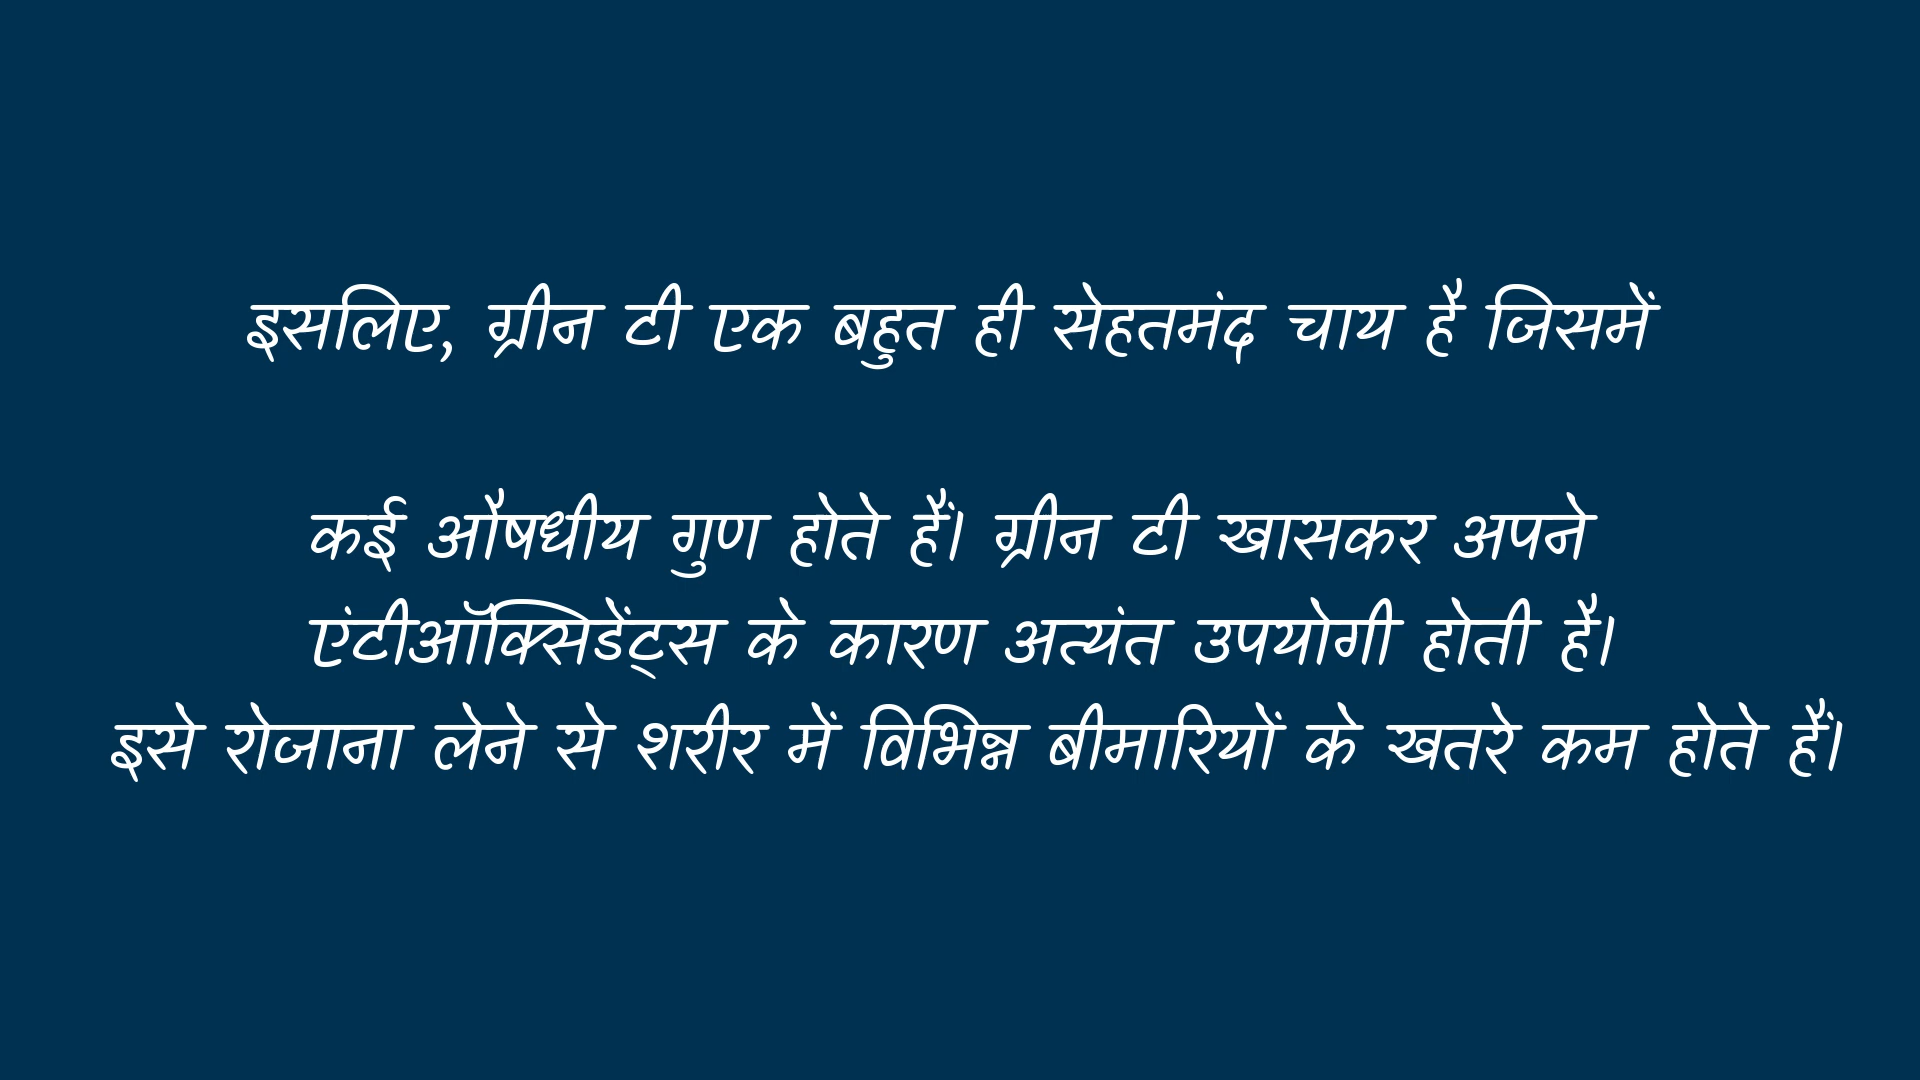 इसलिए, ग्रीन टी एक बहुत ही सेहतमंद चाय है जिसमें
कई औषधीय गुण होते हैं। ग्रीन टी खासकर अपने
एंटीऑक्सिडेंट्स के कारण अत्यंत उपयोगी होती है।
इसे रोजाना लेने से शरीर में विभिन्न बीमारियों के खतरे कम होते हैं।